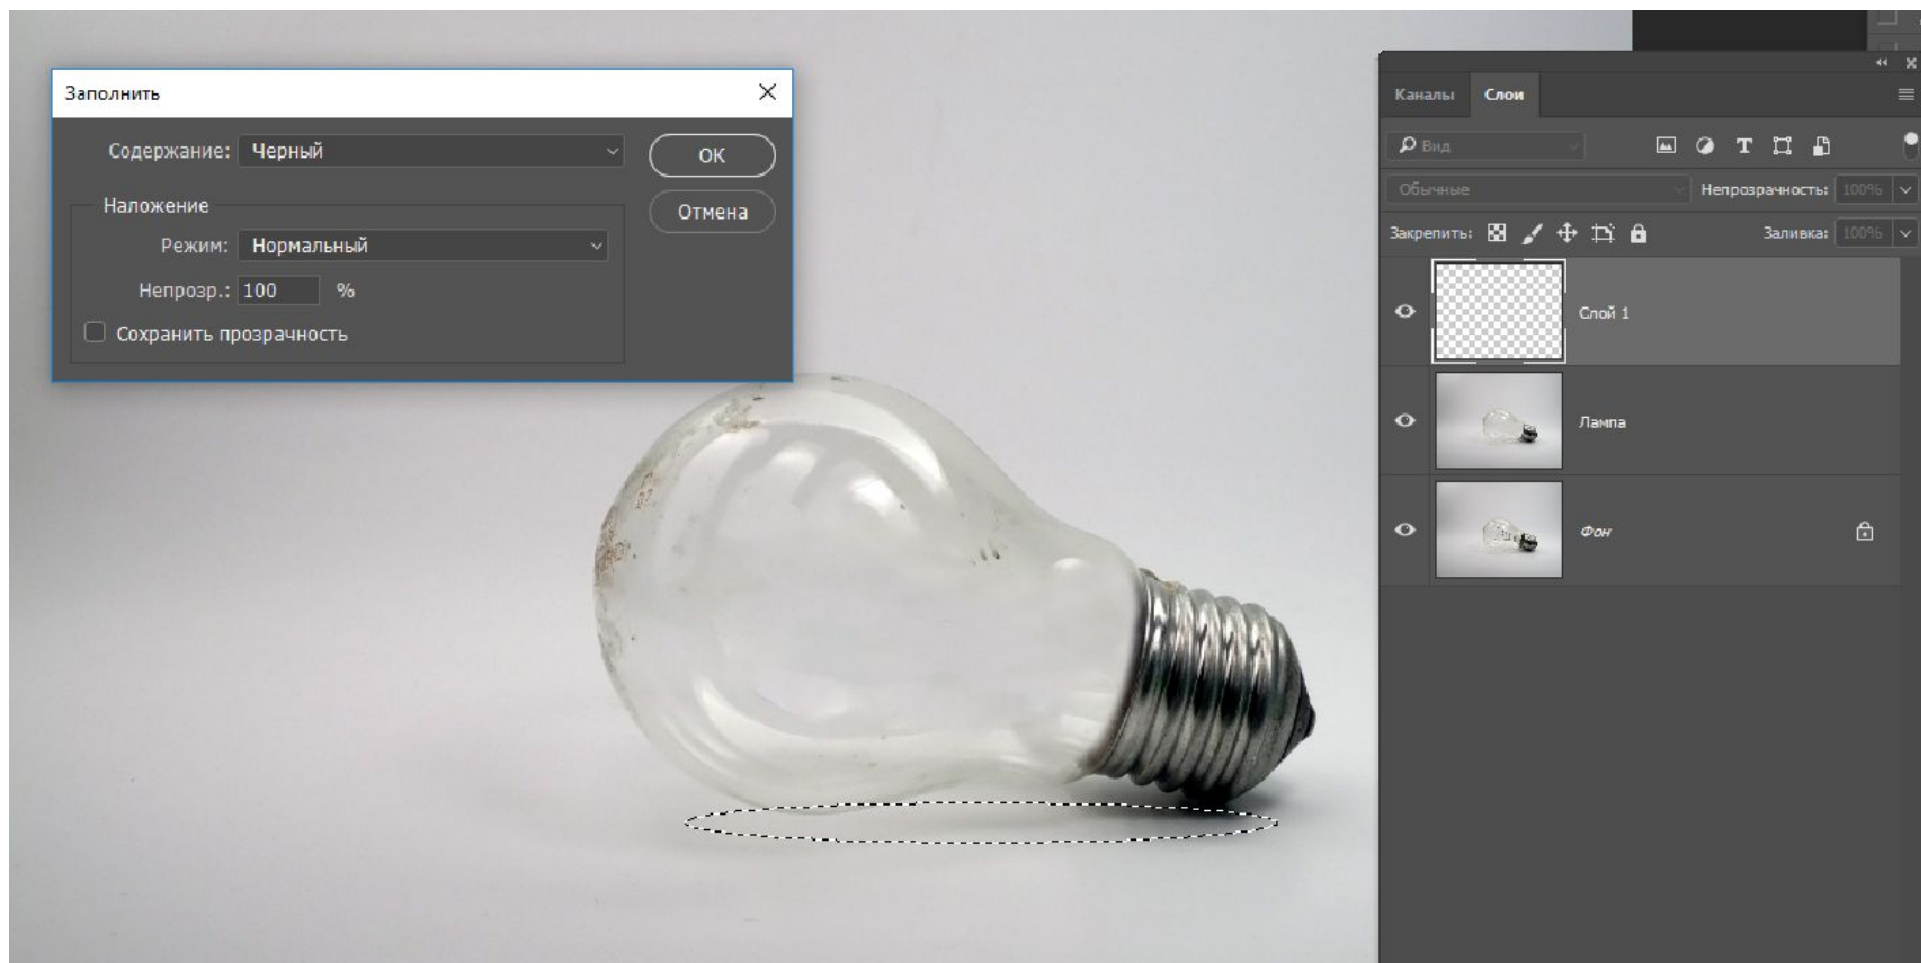 Заполнить
Содержание: Черный
OK
Наложение
Отмена
Режим: Нормальный
Непрозр.: 100 %
Сохранить прозрачность
Каналы Слои
Вид
T
Обычные Непрозрачность: 100%
Закрепить: Заливка: 100%
Слой 1
Лампа
Фон